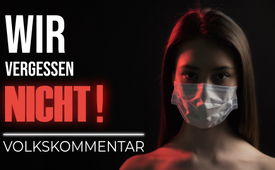 WIR
VERGESSEN
NICHT!
VOLKSKOMMENTAR